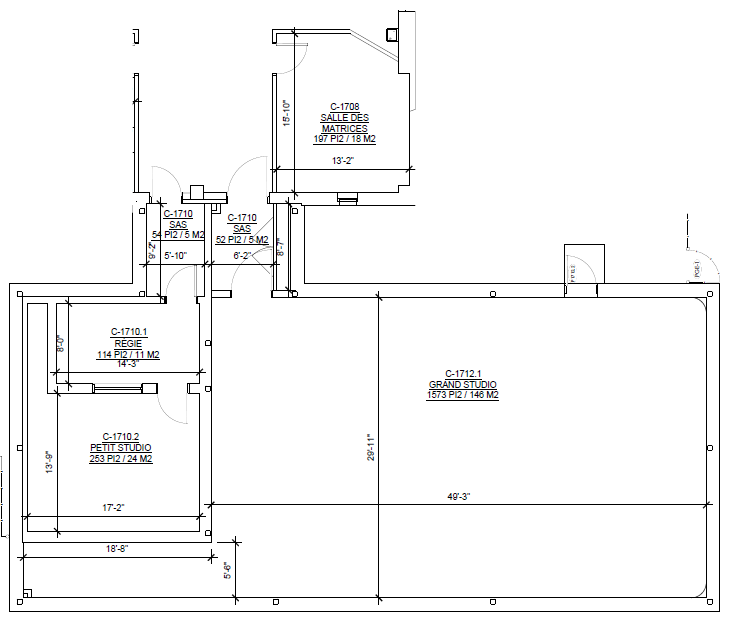 C-1708
SALLE DES
MATRICES
197 PI2 / 18 M2
15'-10"
13'-2"
C-1710
SAS
54 PI2 / 5 M2
9'-2"
5'-10"
C-1710
SAS
52 PI2 / 5 M2
6'-2"
8'-7"
C-1710.1
RÉGIE
114 PI2 / 11 M2
14'-3"
8'-0"
C-1710.2
PETIT STUDIO
253 PI2 / 24 M2
13'-9"
17'-2"
18'-8"
5'-6"
C-1712.1
GRAND STUDIO
1573 PI2 / 146 M2
29'-11"
49'-3"